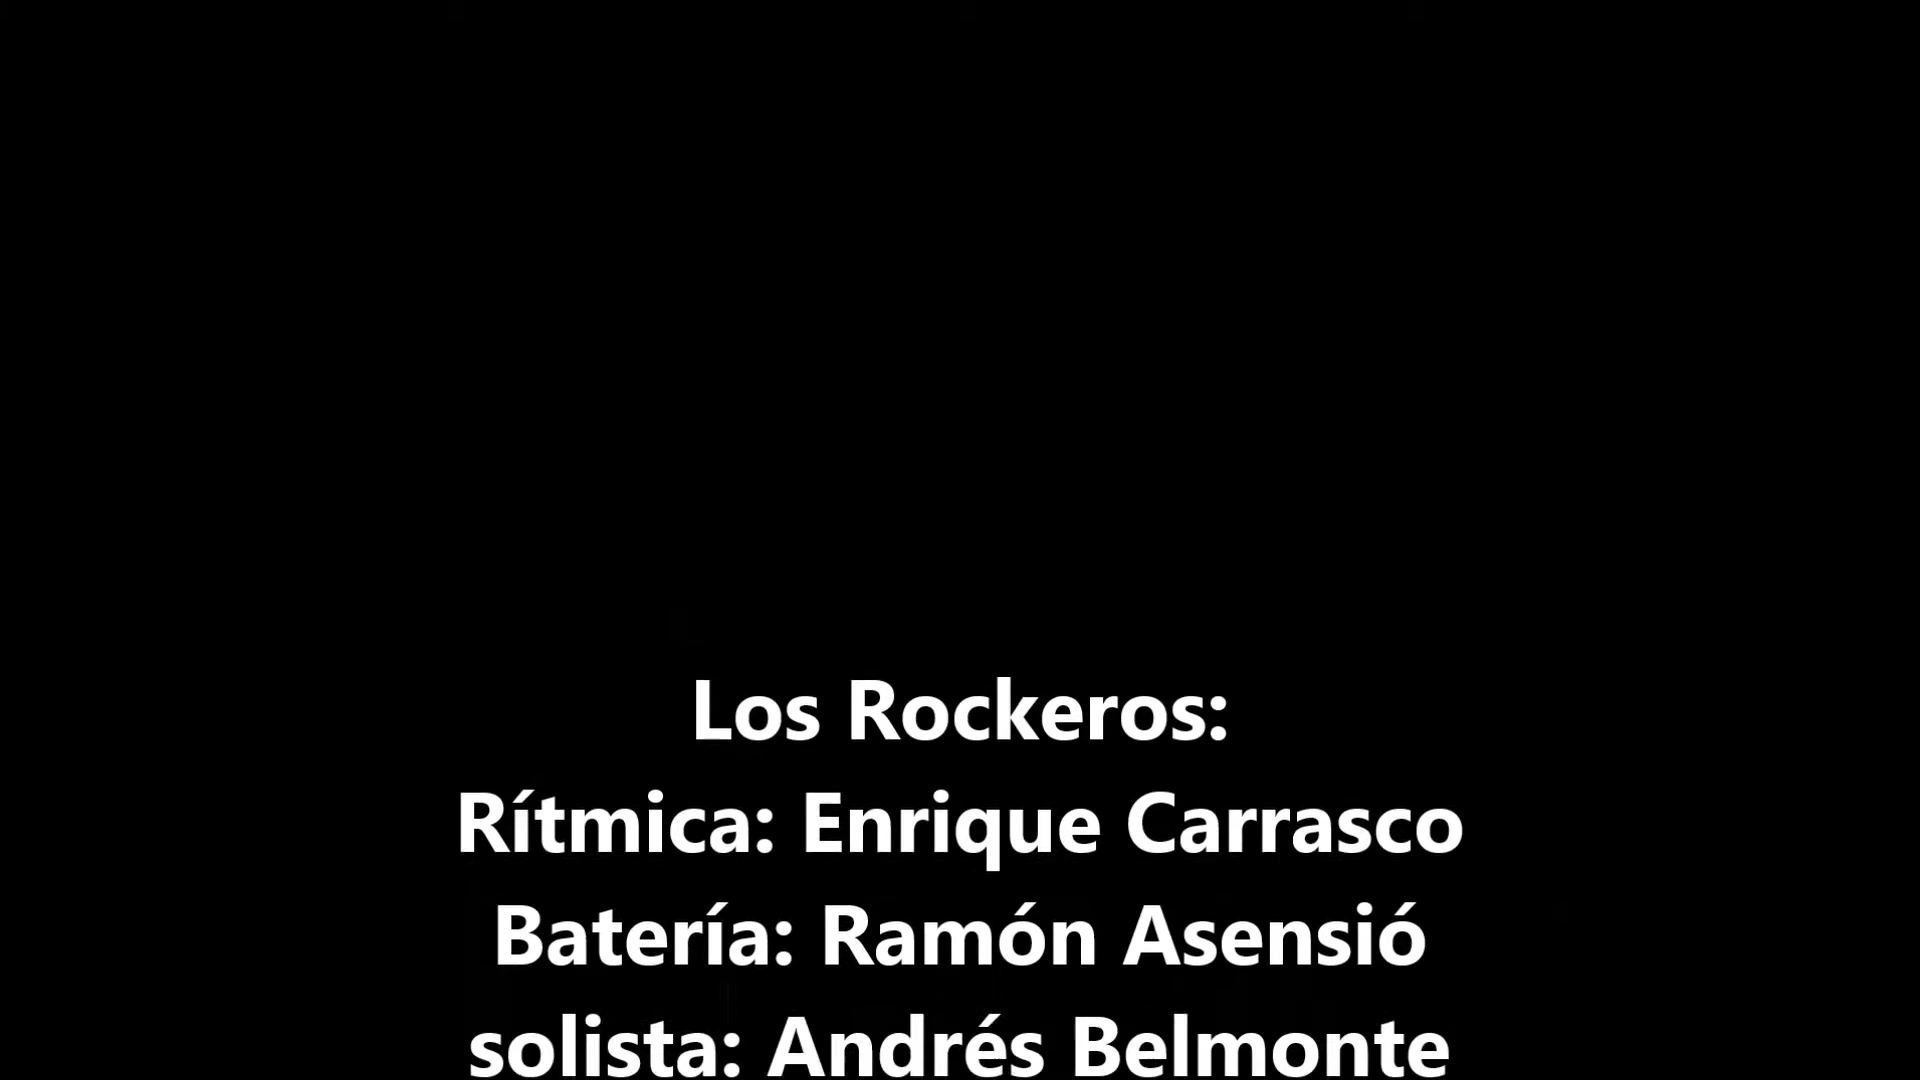 Los Rockeros:
Rítmica: Enrique Carrasco
Batería: Ramón Asensió
solista: Andrés Belmonte